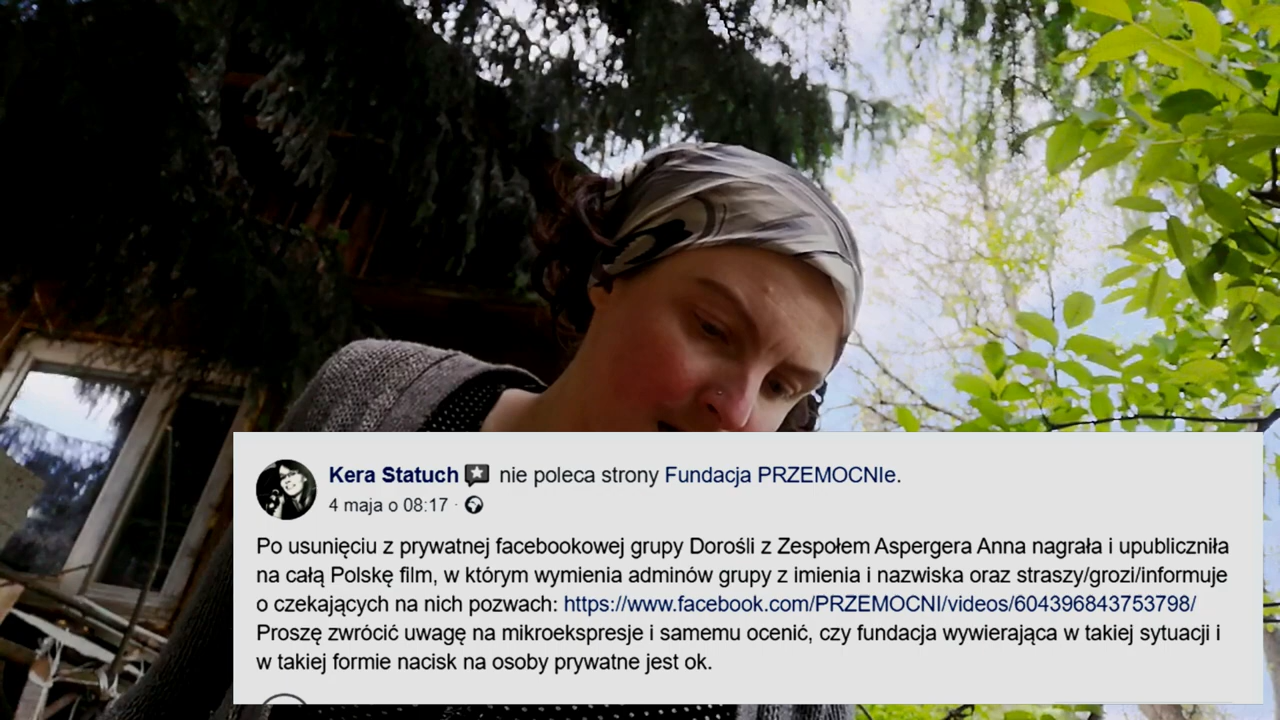 Kera Statuch nie poleca strony Fundacja PRZEMOCNIe.
4 maja o 08:17 ·
Po usunięciu z prywatnej facebookowej grupy Dorośli z Zespołem Aspergera Anna nagrała i upubliczniła
na całą Polskę film, w którym wymienia adminów grupy z imienia i nazwiska oraz straszy/grozi/informuje
o czekających na nich pozwach: https://www.facebook.com/PRZEMOCNI/videos/604396843753798/
Proszę zwrócić uwagę na mikroekspresje i samemu ocenić, czy fundacja wywierająca w takiej sytuacji i
w takiej formie nacisk na osoby prywatne jest ok.